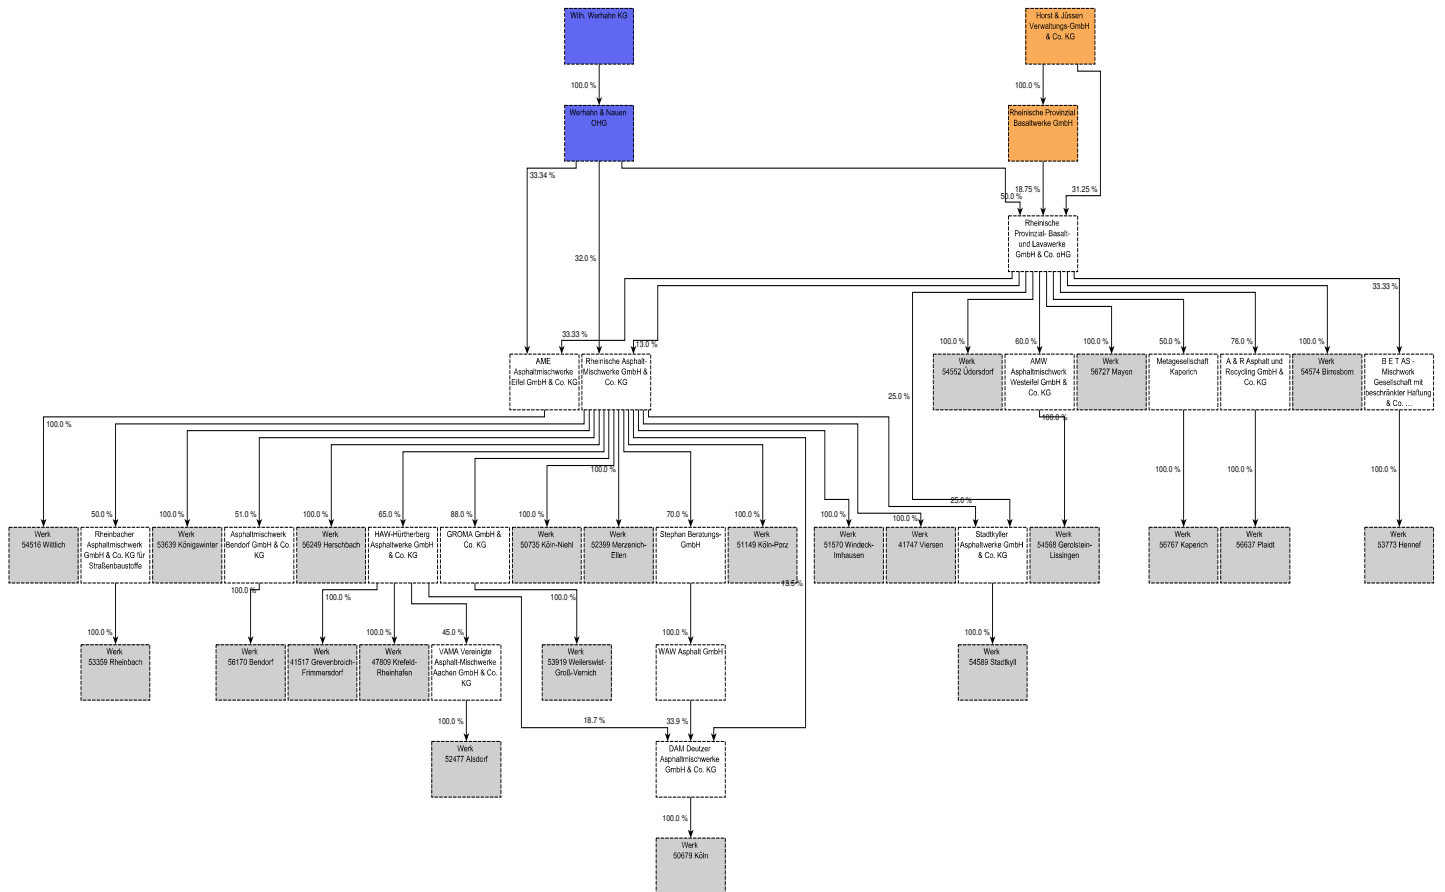 Wilh. Werhahn KG
Horst & Jüssen
Verwaltungs-GmbH
& Co. KG
100.0 %
100.0 %
Werhahn & Nauen
OHG
Rheinische Provinzial
Basaltwerke GmbH
33.34 %
50.0 %
18.75 %
31.25 %
Rheinische
Provinzial- Basalt-
und Lavawerke
GmbH & Co. oHG
32.0 %
33.33 %
33.33 %
13.0 %
100.0 %
60.0 %
100.0 %
50.0 %
76.0 %
100.0 %
AME
Asphaltmischwerke
Eifel GmbH & Co. KG
Rheinische Asphalt-
Mischwerke GmbH &
Co. KG
Werk
54552 Üdersdorf
AMW
Asphaltmischwerk
Westeifel GmbH &
Co. KG
Werk
56727 Mayen
Metagesellschaft
Kaperich
A & R Asphalt und
Recycling GmbH &
Co. KG
Werk
54574 Birresborn
B E T A S -
Mischwerk
Gesellschaft mit
beschränkter Haftung
& Co. ...
25.0 %
100.0 %
100.0 %
100.0 %
100.0 %
100.0 %
100.0 %
25.0 %
50.0 %
100.0 %
51.0 %
100.0 %
65.0 %
88.0 %
100.0 %
70.0 %
100.0 %
100.0 %
100.0 %
Werk
54516 Wittlich
Rheinbacher
Asphaltmischwerk
GmbH & Co. KG für
Straßenbaustoffe
Werk
53639 Königswinter
Asphaltmischwerk
Bendorf GmbH & Co.
KG
Werk
56249 Herschbach
HAW-Hürtherberg
Asphaltwerke GmbH
& Co. KG
GROMA GmbH &
Co. KG
Werk
50735 Köln-Niehl
Werk
52399 Merzenich-
Ellen
Stephan Beratungs-
GmbH
Werk
51149 Köln-Porz
Werk
51570 Windeck-
Imhausen
Werk
41747 Viersen
Stadtkyller
Asphaltwerke GmbH
& Co. KG
Werk
54568 Gerolstein-
Lissingen
Werk
56767 Kaperich
Werk
56637 Plaidt
Werk
53773 Hennef
13.5 %
100.0 %
100.0 %
100.0 %
100.0 %
100.0 %
45.0 %
100.0 %
100.0 %
Werk
53359 Rheinbach
Werk
56170 Bendorf
Werk
41517 Grevenbroich-
Frimmersdorf
Werk
47809 Krefeld-
Rheinhafen
VAMA Vereinigte
Asphalt-Mischwerke
Aachen GmbH & Co.
KG
Werk
53919 Weilerswist-
Groß-Vernich
WAW Asphalt GmbH
Werk
54589 Stadtkyll
100.0 %
18.7 %
33.9 %
Werk
52477 Alsdorf
DAM Deutzer
Asphaltmischwerke
GmbH & Co. KG
100.0 %
Werk
50679 Köln